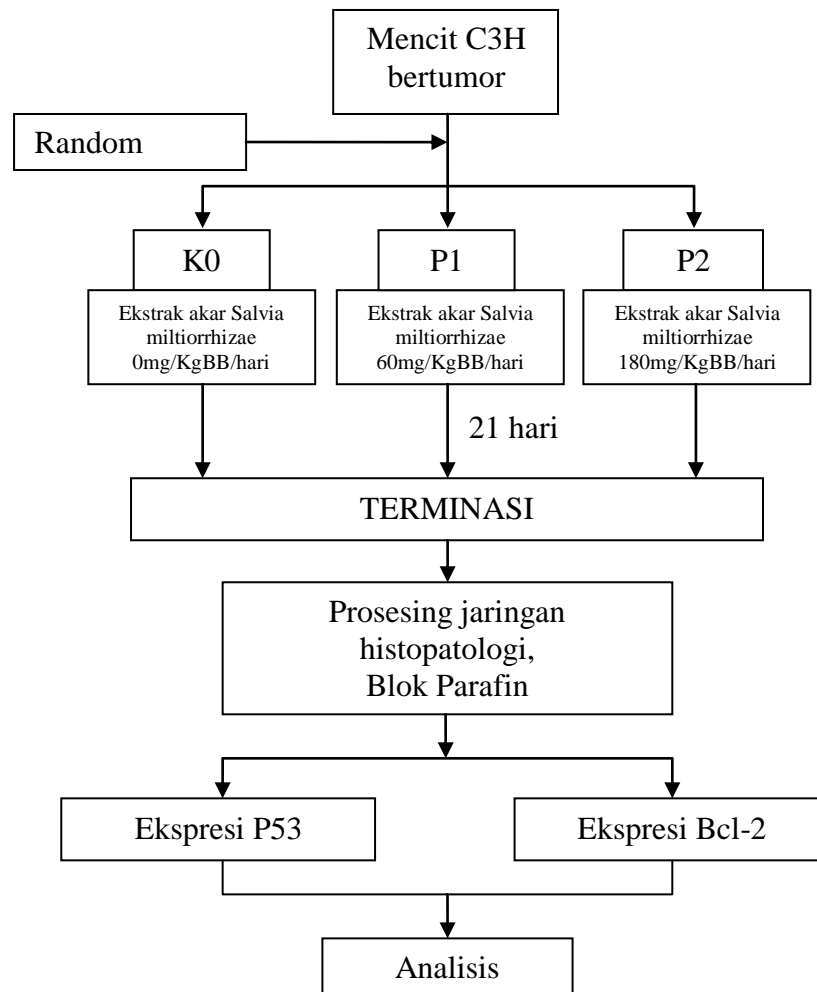 Mencit C3H
bertumor
Random
K0
Ekstrak akar Salvia
miltiorrhizae
0mg/KgBB/hari
P1
Ekstrak akar Salvia
miltiorrhizae
60mg/KgBB/hari
P2
Ekstrak akar Salvia
miltiorrhizae
180mg/KgBB/hari
21 hari
TERMINASI
Prosesing jaringan
histopatologi,
Blok Parafin
Ekspresi P53
Ekspresi Bcl-2
Analisis